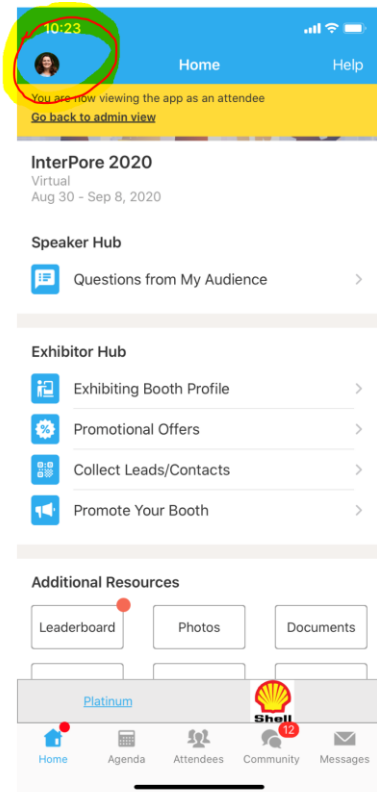 10:23
Home
Help
You are now viewing the app as an attendee
Go back to admin view
InterPore 2020
Virtual
Aug 30 - Sep 8, 2020
Speaker Hub
Questions from My Audience
Exhibitor Hub
Exhibiting Booth Profile
Promotional Offers
Collect Leads/Contacts
Promote Your Booth
Additional Resources
Leaderboard
Photos
Documents
Platinum
Shell
12
Home
Agenda
Attendees
Community
Messages